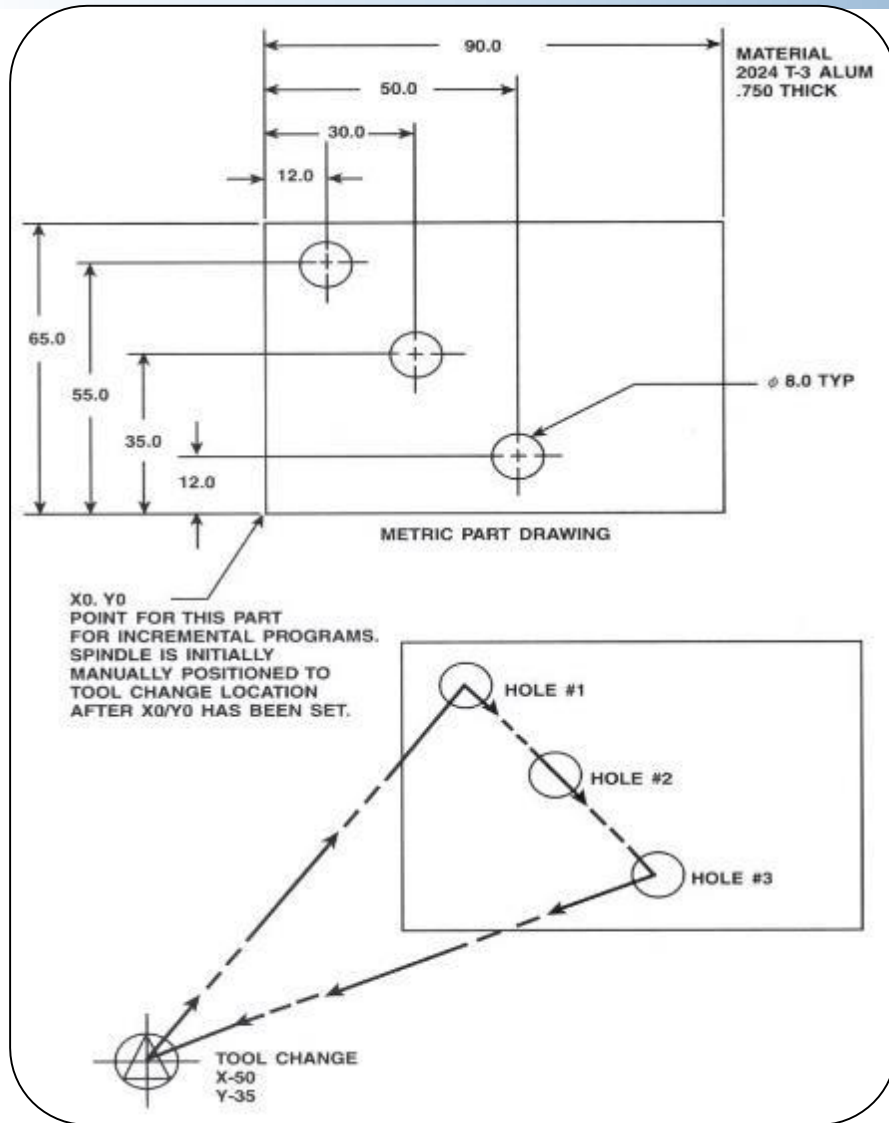 90.0
MATERIAL
2024 T-3 ALUM
.750 THICK
50.0
30.0
12.0
65.0
55.0
35.0
12.0
⌀ 8.0 TYP
METRIC PART DRAWING
X0. Y0
POINT FOR THIS PART
FOR INCREMENTAL PROGRAMS.
SPINDLE IS INITIALLY
MANUALLY POSITIONED TO
TOOL CHANGE LOCATION
AFTER X0/Y0 HAS BEEN SET.
HOLE #1
HOLE #2
HOLE #3
TOOL CHANGE
X-50
Y-35